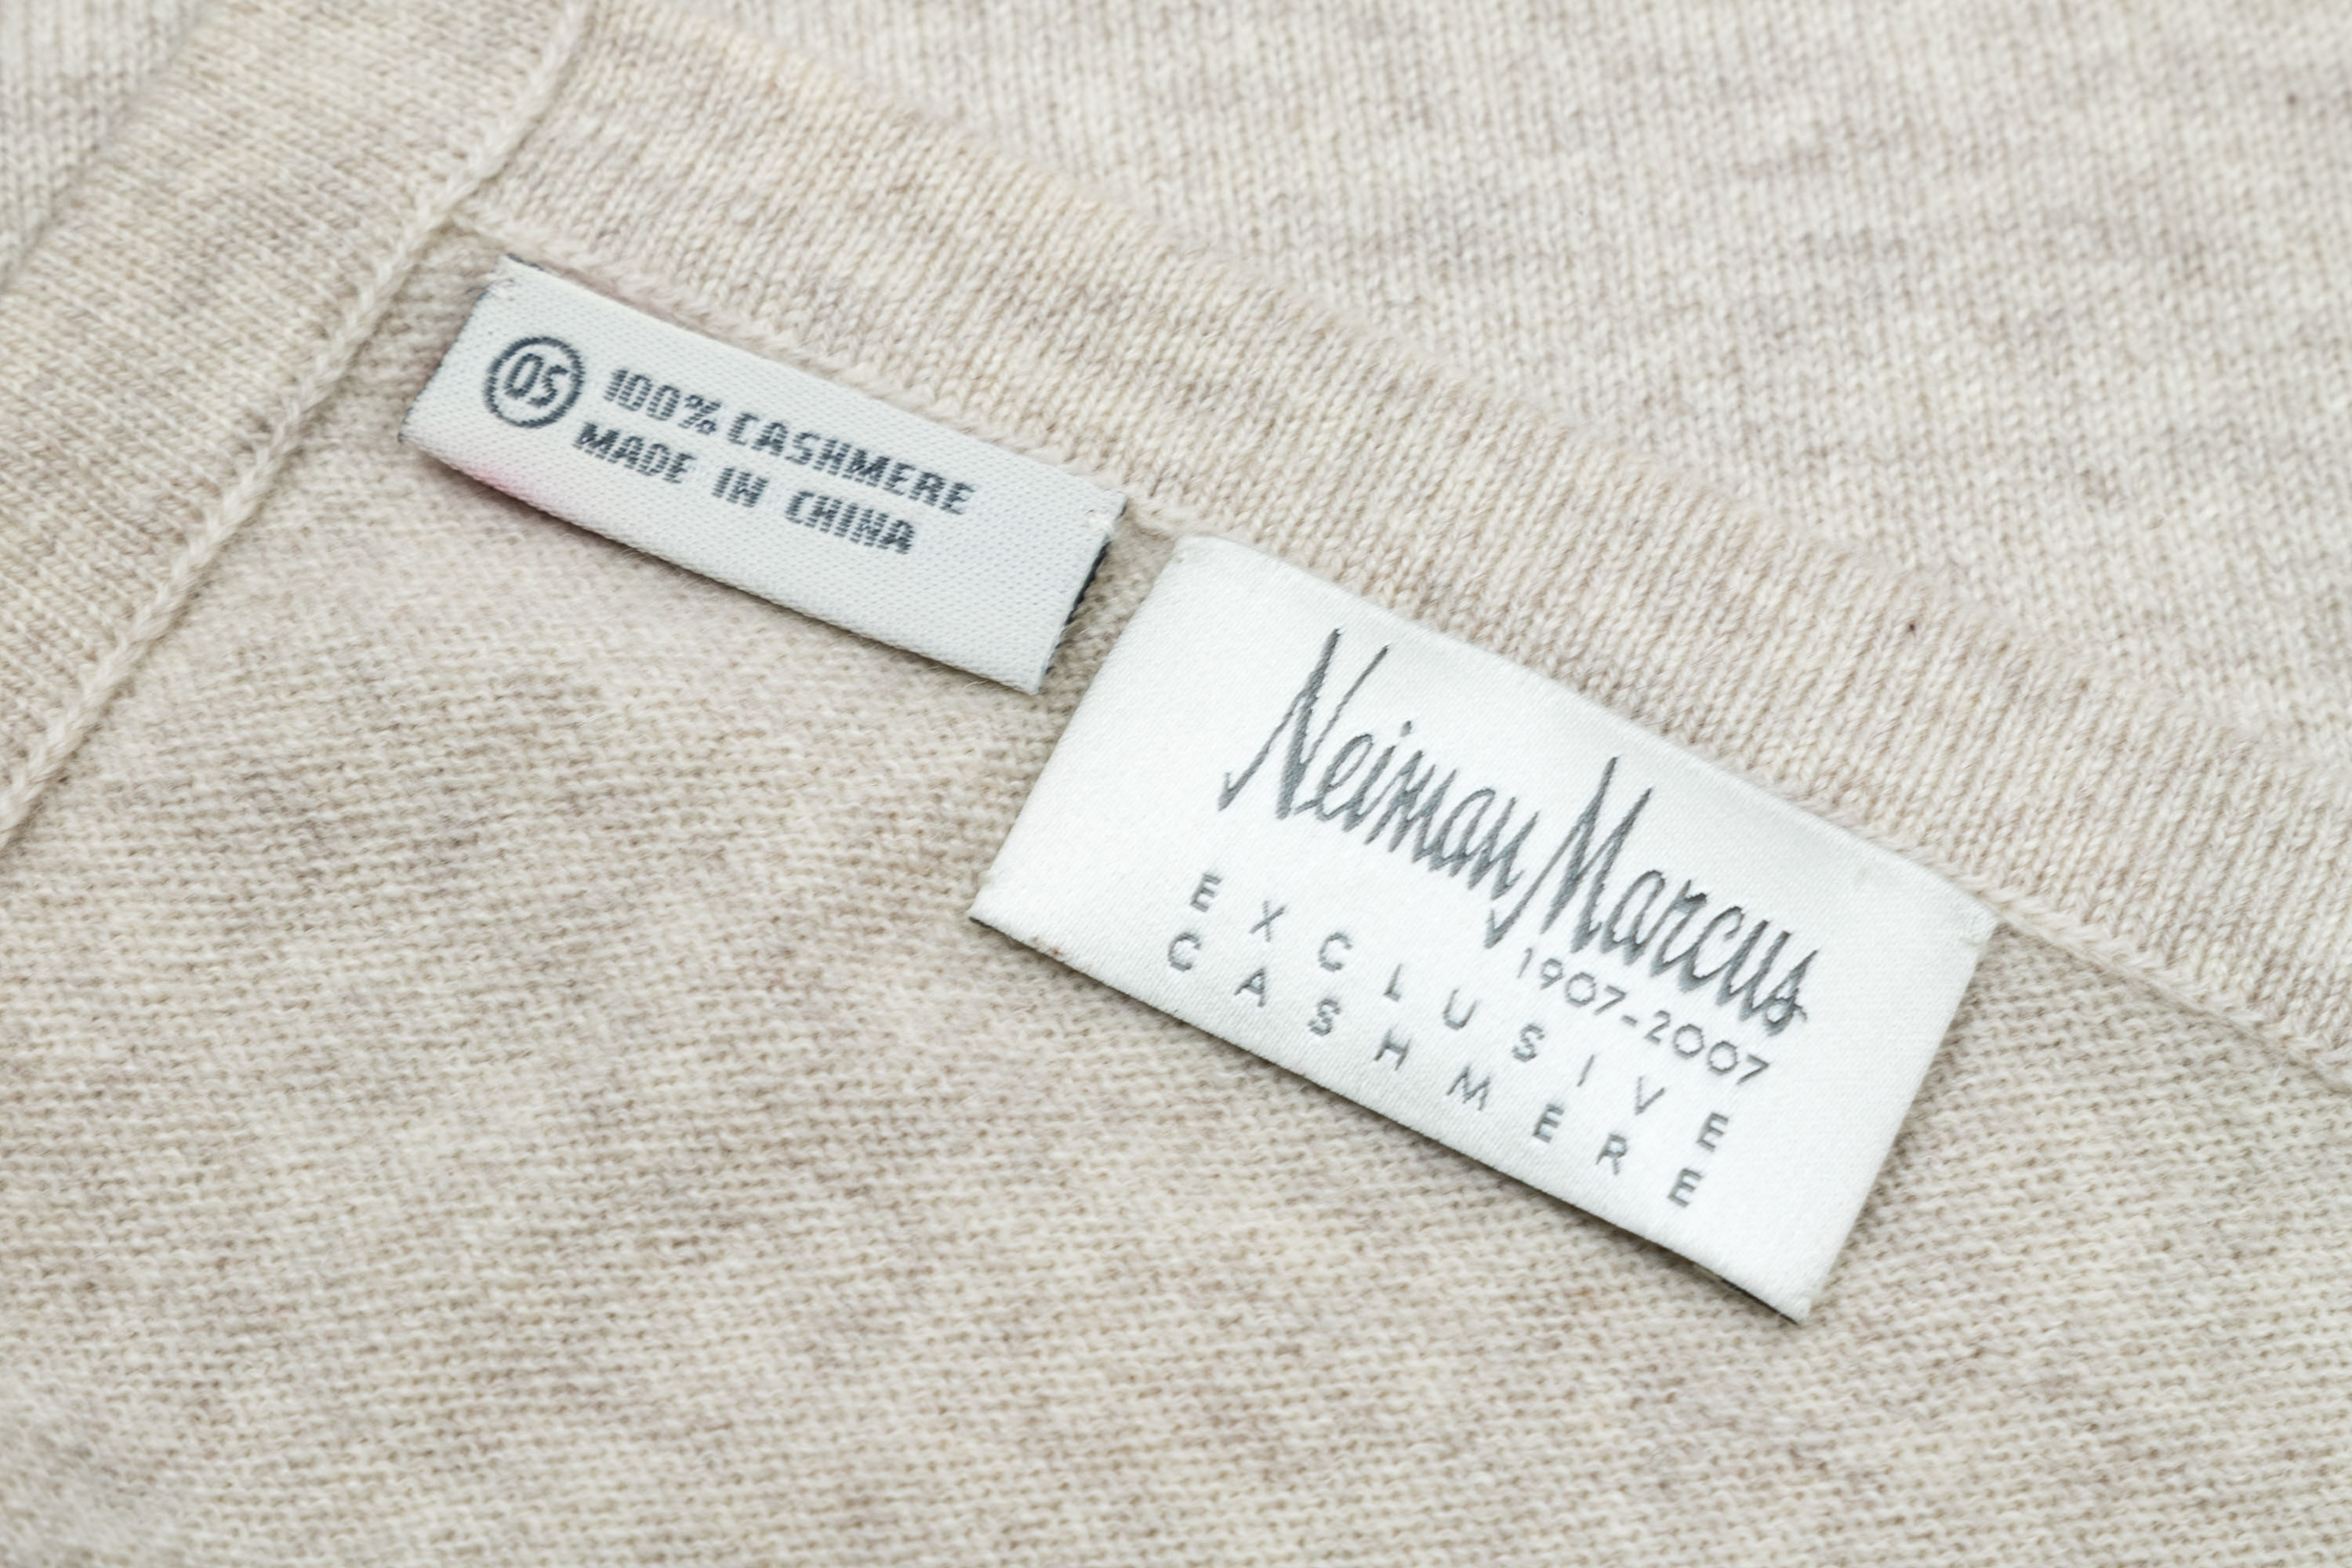 OS 100% CASHMERE
MADE IN CHINA
Neiman Marcus
1907-2007
EXCLUSIVE
CASHMERE